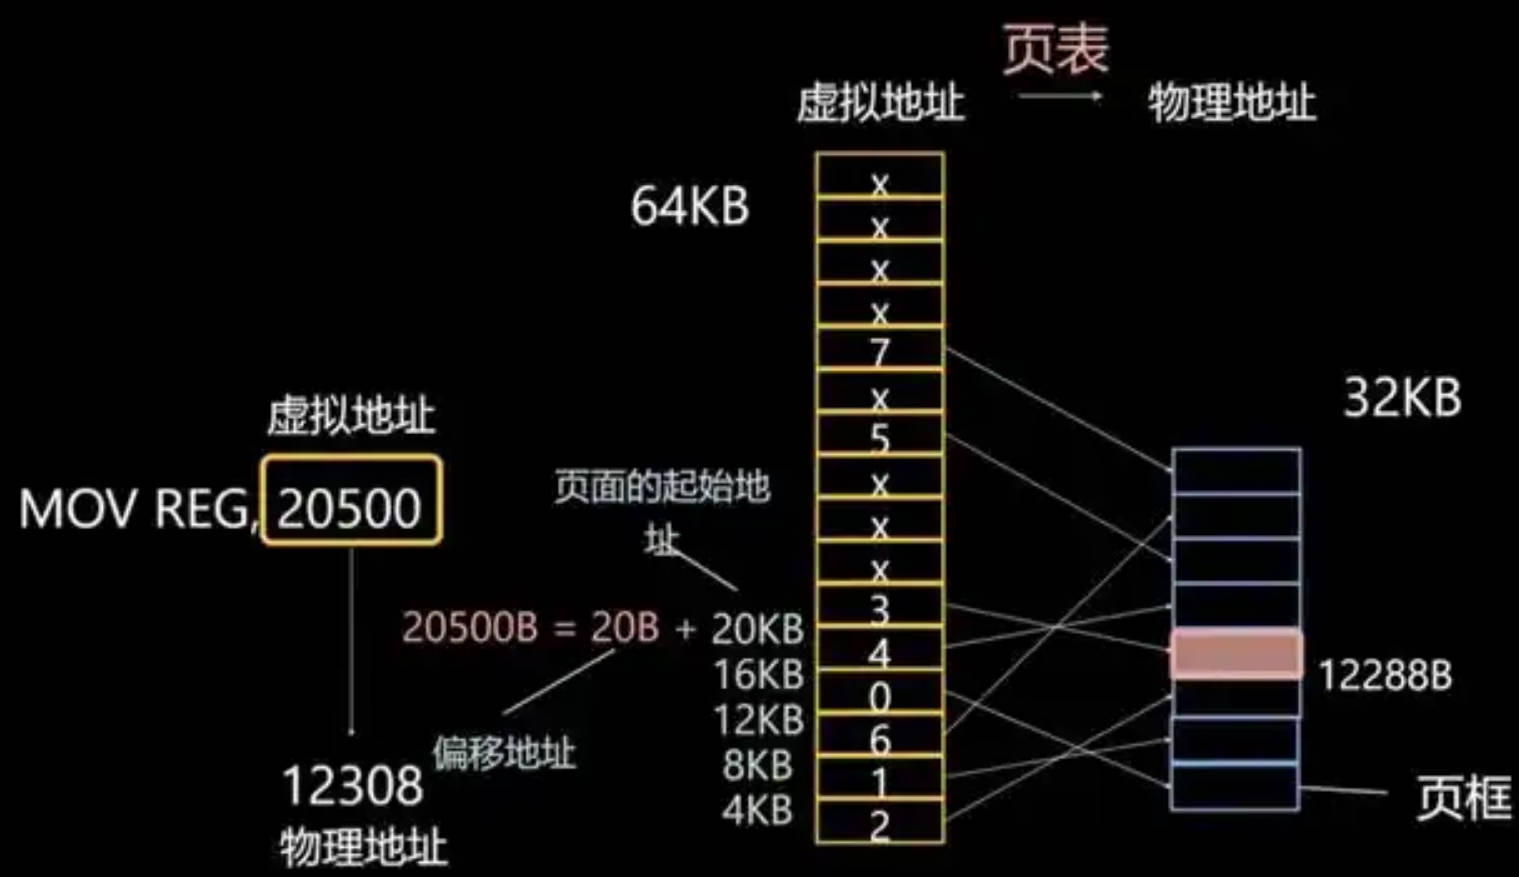 页表
虚拟地址
物理地址
64KB
x
x
x
x
7
x
5
x
x
x
3
4
0
6
1
2
32KB
虚拟地址
MOV REG, 20500
页面的起始地
址
20500B = 20B + 20KB
16KB
12KB
8KB
4KB
偏移地址
12308
物理地址
12288B
页框